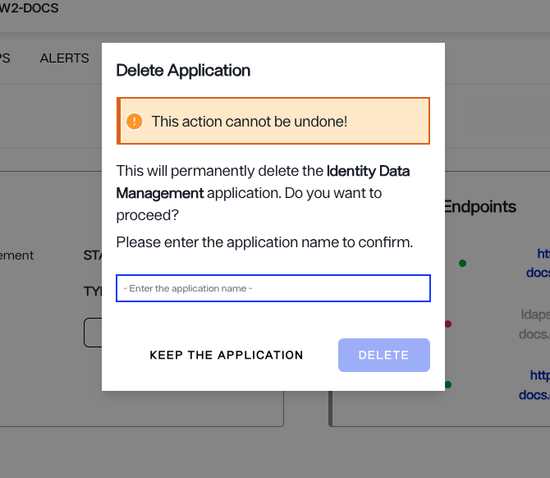 W2-DOCS
PS
ALERTS
Delete Application
This action cannot be undone!
This will permanently delete the Identity Data
Management application. Do you want to
proceed?
Please enter the application name to confirm.
- Enter the application name -
KEEP THE APPLICATION
DELETE
ement
STA
TYP
Endpoints
htt
docs.
ldaps
docs.
http
docs.